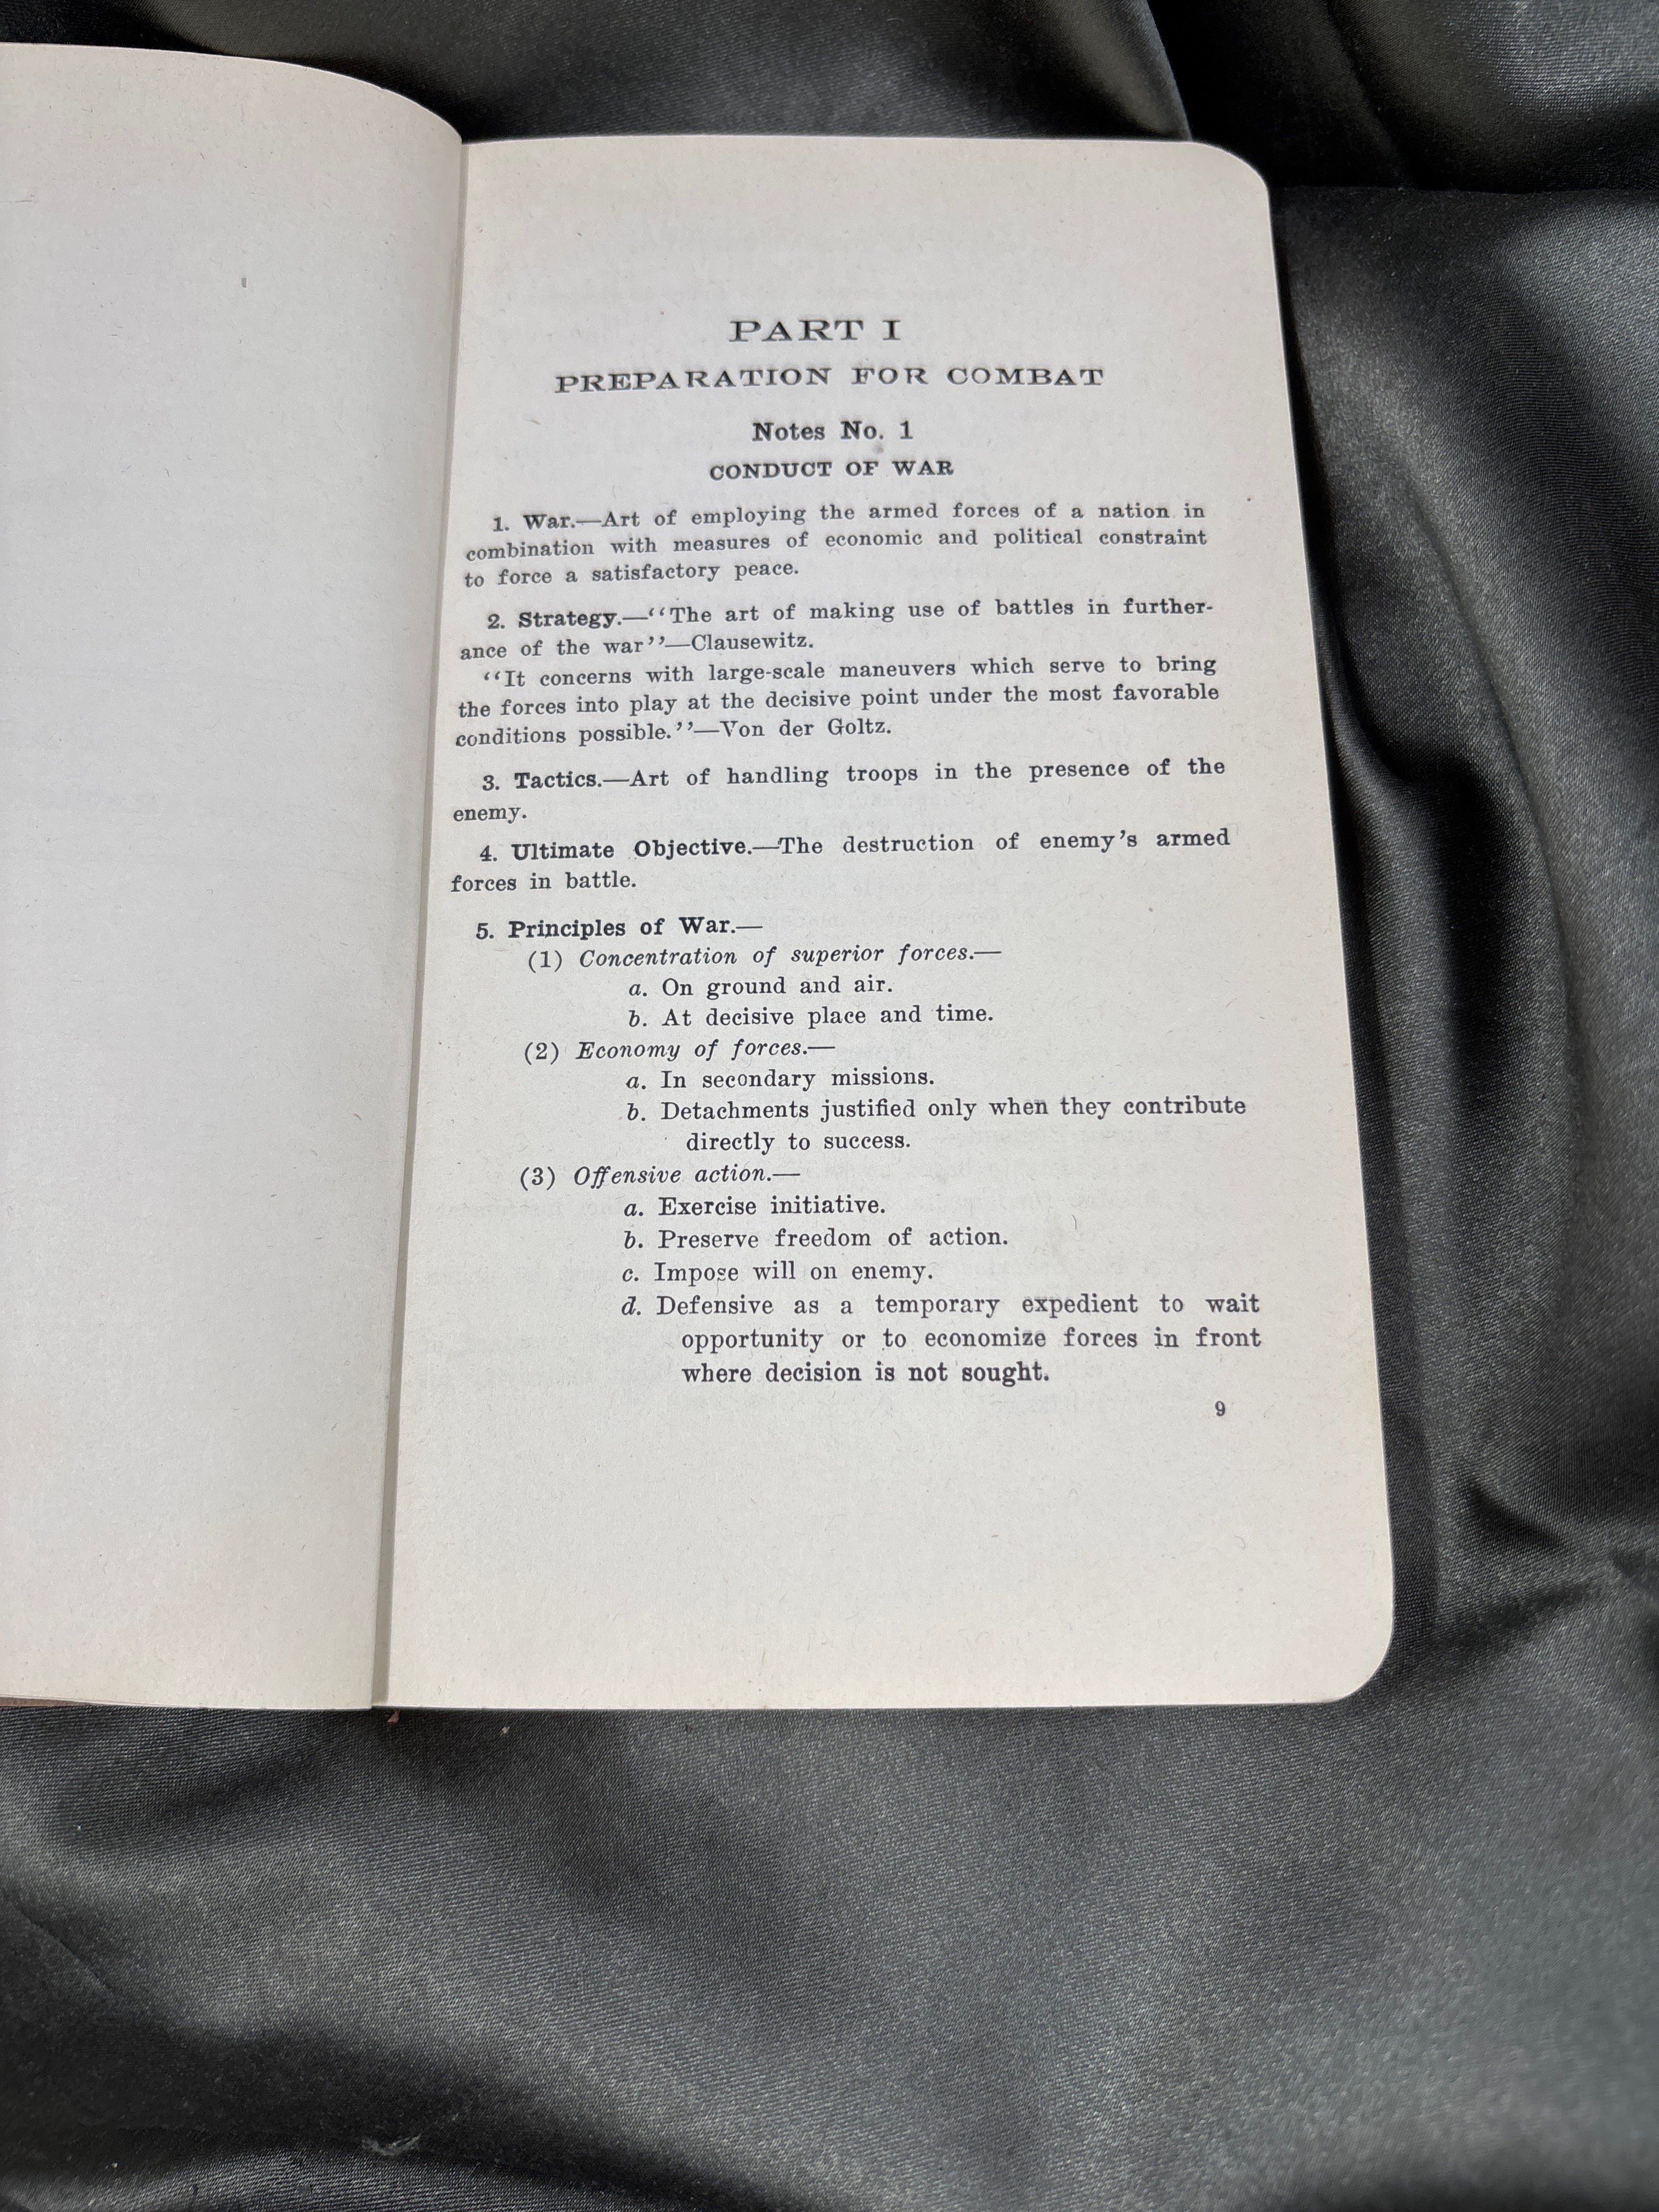 PART I
PREPARATION FOR COMBAT
Notes No. 1
CONDUCT OF WAR
1. War.—Art of employing the armed forces of a nation in
combination with measures of economic and political constraint
to force a satisfactory peace.
2. Strategy.—‘‘The art of making use of battles in further-
ance of the war’’—Clausewitz.
‘‘It concerns with large-scale maneuvers which serve to bring
the forces into play at the decisive point under the most favorable
conditions possible.’’—Von der Goltz.
3. Tactics.—Art of handling troops in the presence of the
enemy.
4. Ultimate Objective.—The destruction of enemy’s armed
forces in battle.
5. Principles of War.—
(1) Concentration of superior forces.—
a. On ground and air.
b. At decisive place and time.
(2) Economy of forces.—
a. In secondary missions.
b. Detachments justified only when they contribute
directly to success.
(3) Offensive action.—
a. Exercise initiative.
b. Preserve freedom of action.
c. Impose will on enemy.
d. Defensive as a temporary expedient to wait
opportunity or to economize forces in front
where decision is not sought.
9